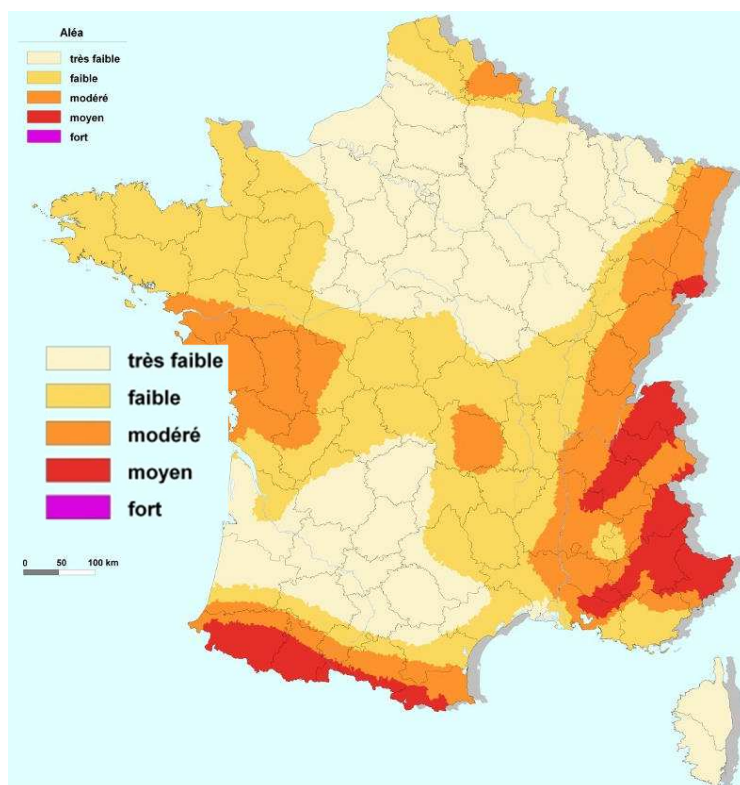 Aléa
très faible
faible
modéré
moyen
fort
très faible
faible
modéré
moyen
fort
0 50 100 km